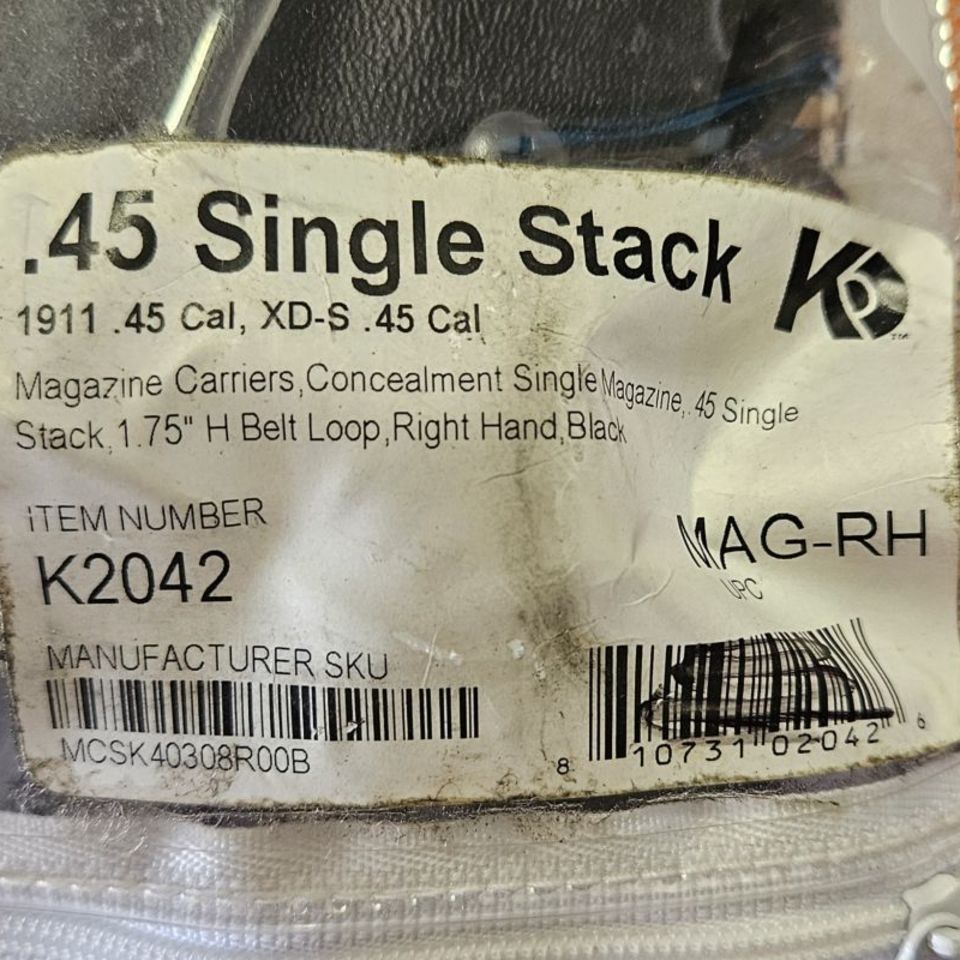 .45 Single Stack KD™
1911 .45 Cal, XD-S .45 Cal
Magazine Carriers,Concealment Single Magazine,.45 Single
Stack,1.75" H Belt Loop,Right Hand,Black
ITEM NUMBER
K2042
MAG-RH
UPC
MANUFACTURER SKU
MCSK40308R00B
8 10731 02042 6